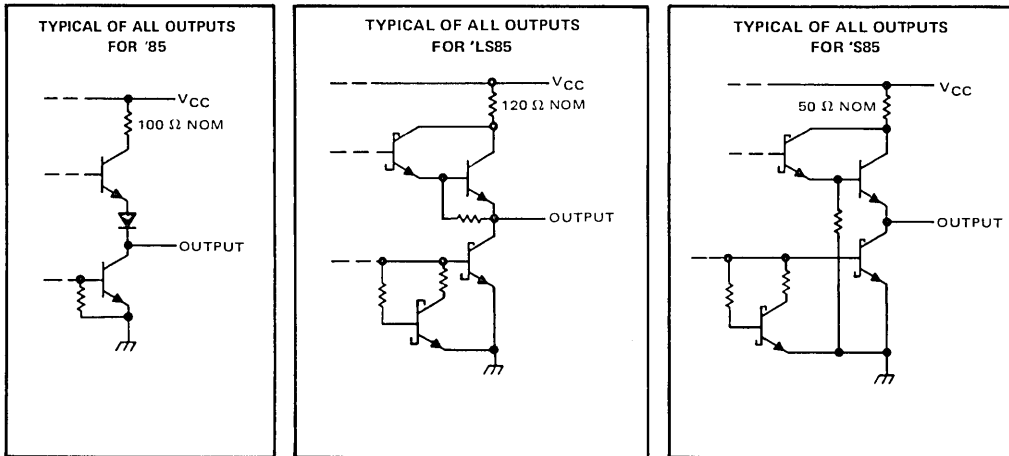 TYPICAL OF ALL OUTPUTS
FOR '85
VCC
100 Ω NOM
OUTPUT
TYPICAL OF ALL OUTPUTS
FOR 'LS85
VCC
120 Ω NOM
OUTPUT
TYPICAL OF ALL OUTPUTS
FOR 'S85
VCC
50 Ω NOM
OUTPUT